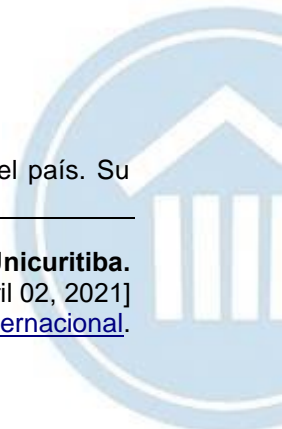 el país. Su
Unicuritiba.
il 02, 2021]
ernacional.